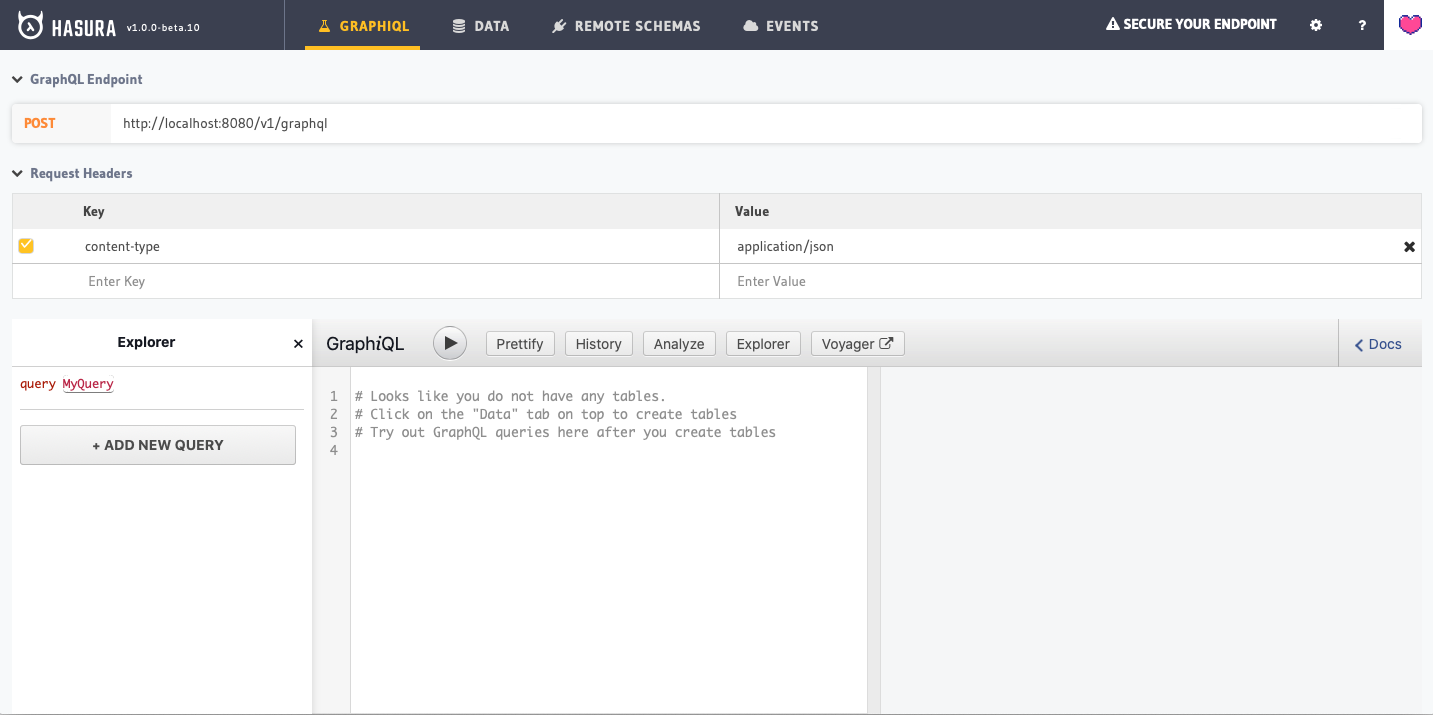 HASURA v1.0.0-beta.10 GRAPHIQL DATA REMOTE SCHEMAS EVENTS SECURE YOUR ENDPOINT ?
GraphQL Endpoint
POST http://localhost:8080/v1/graphql
Request Headers
Key Value
content-type application/json
Enter Key Enter Value
Explorer × GraphiQL Prettify History Analyze Explorer Voyager Docs
query MyQuery
+ ADD NEW QUERY
1 # Looks like you do not have any tables.
2 # Click on the "Data" tab on top to create tables
3 # Try out GraphQL queries here after you create tables
4